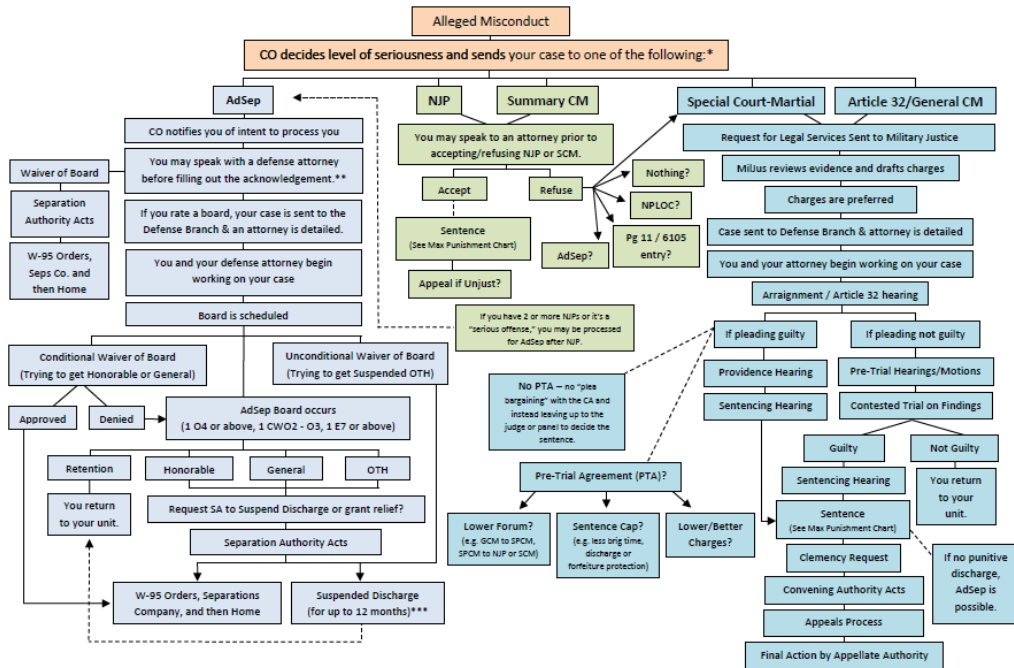 Alleged Misconduct
CO decides level of seriousness and sends your case to one of the following:*
AdSep
CO notifies you of intent to process you
You may speak with a defense attorney
before filling out the acknowledgement.**
Waiver of Board
Separation
Authority Acts
W-95 Orders,
Seps Co. and
then Home
If you rate a board, your case is sent to the
Defense Branch & an attorney is detailed.
You and your defense attorney begin
working on your case
Board is scheduled
Conditional Waiver of Board
(Trying to get Honorable or General)
Unconditional Waiver of Board
(Trying to get Suspended OTH)
Approved
Denied
AdSep Board occurs
(1 O4 or above, 1 CWO2 - O3, 1 E7 or above)
Retention
Honorable
General
OTH
You return
to your unit.
Request SA to Suspend Discharge or grant relief?
Separation Authority Acts
W-95 Orders, Separations
Company, and then Home
Suspended Discharge
(for up to 12 months)***
NJP
Summary CM
You may speak to an attorney prior to
accepting/refusing NJP or SCM.
Accept
Refuse
Nothing?
NPLOC?
Pg 11 / 6105
entry?
AdSep?
Sentence
(See Max Punishment Chart)
Appeal if Unjust?
If you have 2 or more NJPs or it's a
"serious offense," you may be processed
for AdSep after NJP.
Special Court-Martial
Article 32/General CM
Request for Legal Services Sent to Military Justice
MilJus reviews evidence and drafts charges
Charges are preferred
Case sent to Defense Branch & attorney is detailed
You and your attorney begin working on your case
Arraignment / Article 32 hearing
If pleading guilty
If pleading not guilty
Providence Hearing
Sentencing Hearing
Pre-Trial Hearings/Motions
Contested Trial on Findings
No PTA – no "plea
bargaining" with the CA and
instead leaving up to the
judge or panel to decide the
sentence.
Pre-Trial Agreement (PTA)?
Lower Forum?
(e.g. GCM to SPCM,
SPCM to NJP or SCM)
Sentence Cap?
(e.g. less brig time,
discharge or
forfeiture protection)
Lower/Better
Charges?
Guilty
Not Guilty
Sentencing Hearing
You return
to your
unit.
Sentence
(See Max Punishment Chart)
Clemency Request
If no punitive
discharge,
AdSep is
possible.
Convening Authority Acts
Appeals Process
Final Action by Appellate Authority